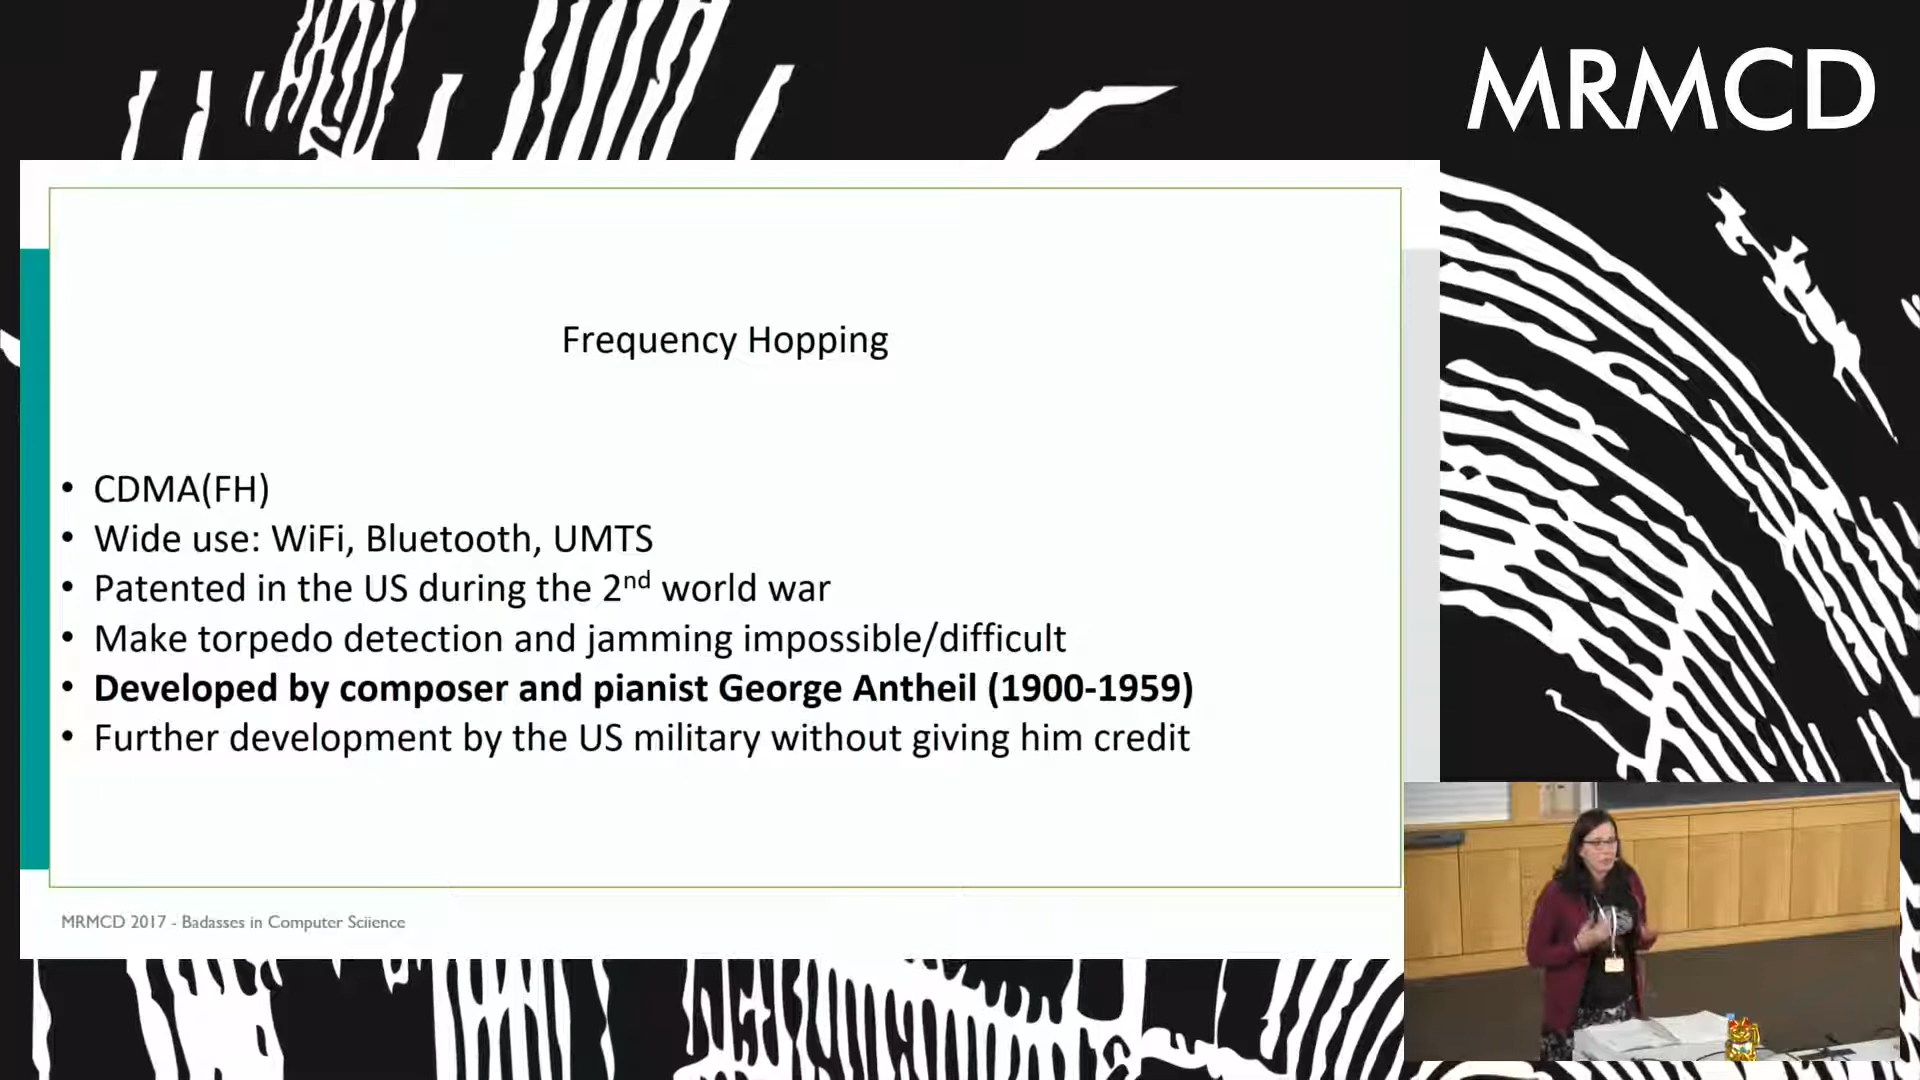 MRMCD
Frequency Hopping
• CDMA(FH)
• Wide use: WiFi, Bluetooth, UMTS
• Patented in the US during the 2nd world war
• Make torpedo detection and jamming impossible/difficult
• Developed by composer and pianist George Antheil (1900-1959)
• Further development by the US military without giving him credit
MRMCD 2017 - Badasses in Computer Sciience